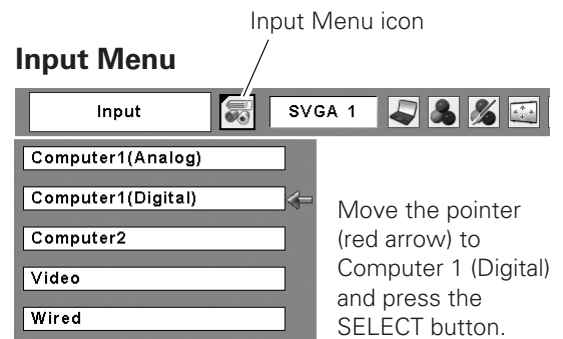 Input Menu icon
Input Menu
Input
SVGA 1
Computer1(Analog)
Computer1(Digital)
Computer2
Video
Wired
Move the pointer
(red arrow) to
Computer 1 (Digital)
and press the
SELECT button.